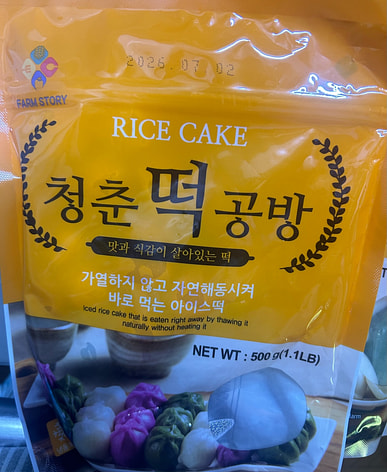 2026.07.02
FARM STORY
RICE CAKE
청춘 떡 공방
맛과 식감이 살아있는 떡
가열하지 않고 자연해동시켜
바로 먹는 아이스떡
iced rice cake that is eaten right away by thawing it
naturally without heating it
NET WT : 500 g(1.1LB)